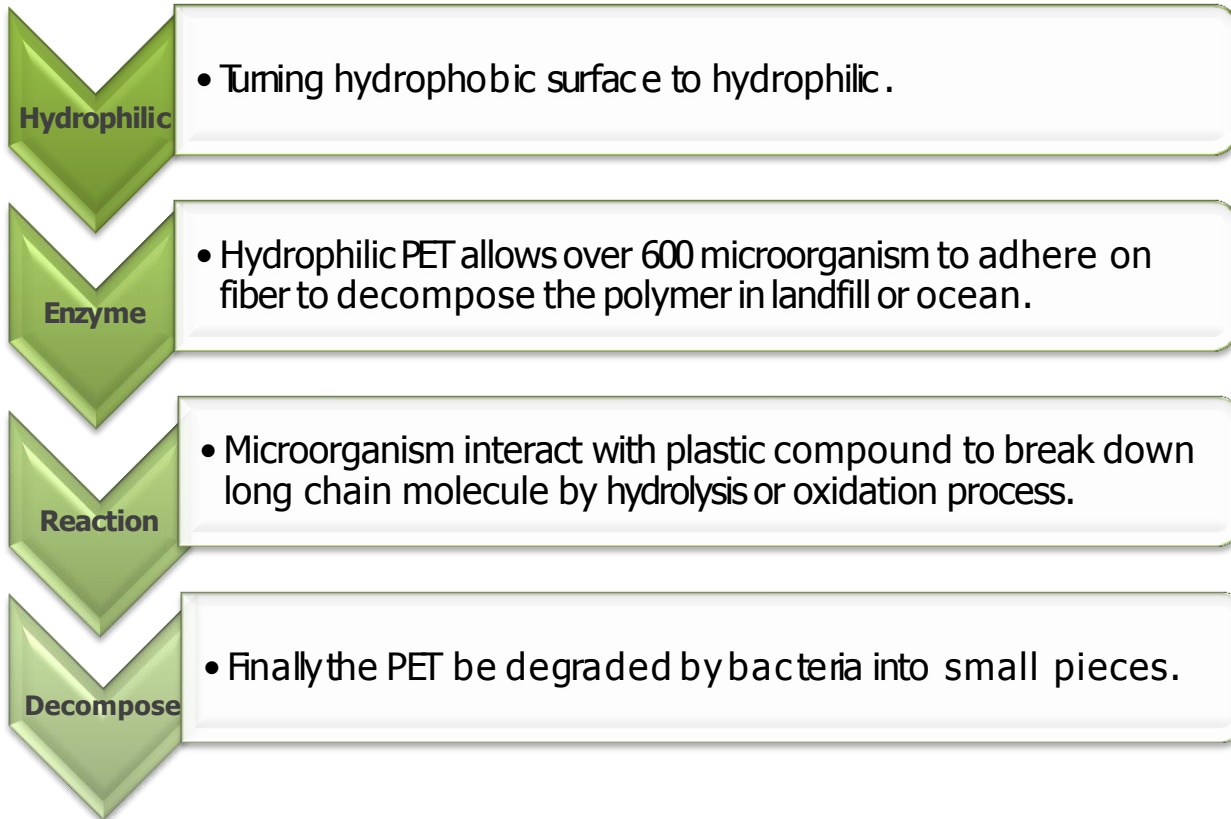 Hydrophilic
• Turning hydrophobic surface to hydrophilic.
Enzyme
• Hydrophilic PET allows over 600 microorganism to adhere on
fiber to decompose the polymer in landfill or ocean.
Reaction
• Microorganism interact with plastic compound to break down
long chain molecule by hydrolysis or oxidation process.
Decompose
• Finally the PET be degraded by bacteria into small pieces.